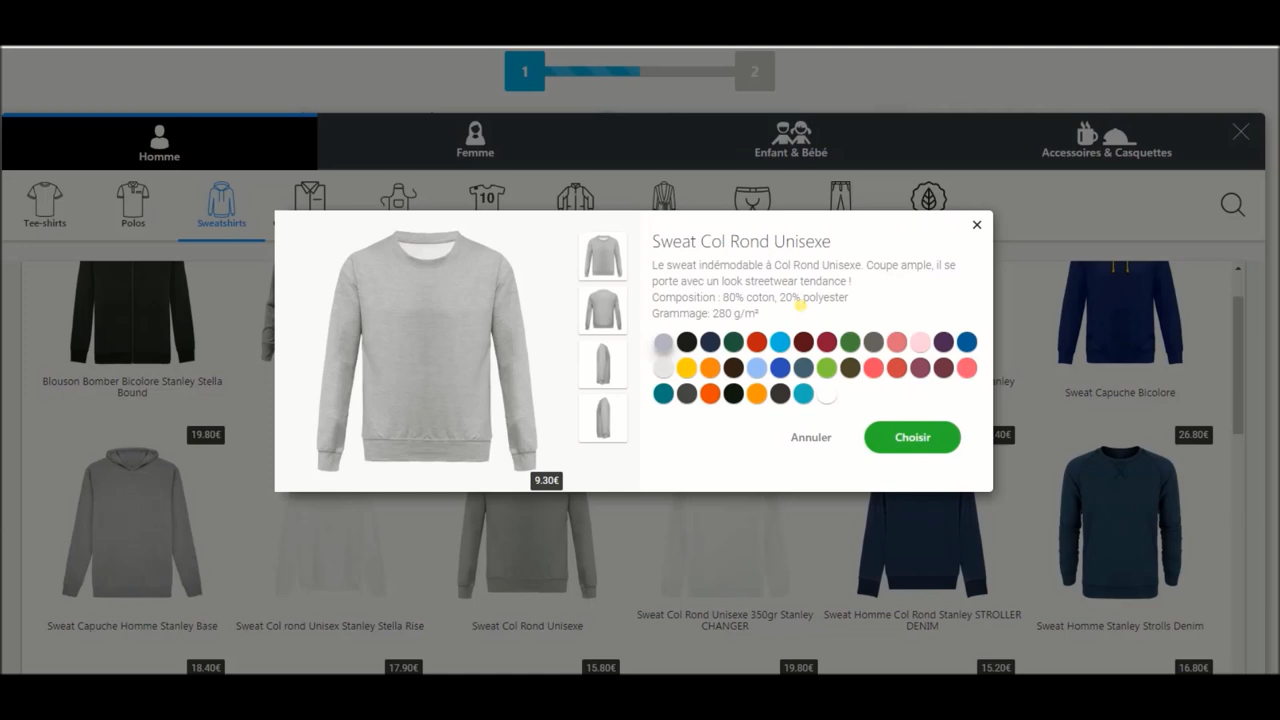 1
2
Homme
Femme
Enfant & Bébé
Accessoires & Casquettes
Tee-shirts
Polos
Sweatshirts
10
Sweat Col Rond Unisexe
Le sweat indémodable à Col Rond Unisexe. Coupe ample, il se
porte avec un look streetwear tendance !
Composition : 80% coton, 20% polyester
Grammage: 280 g/m²
Annuler
Choisir
9.30€
Blouson Bomber Bicolore Stanley Stella
Bound
19.80€
Sweat Capuche Bicolore
26.80€
Sweat Capuche Homme Stanley Base
Sweat Col rond Unisex Stanley Stella Rise
Sweat Col Rond Unisexe
Sweat Col Rond Unisexe 350gr Stanley
CHANGER
Sweat Homme Col Rond Stanley STROLLER
DENIM
Sweat Homme Stanley Strolls Denim
18.40€
17.90€
15.80€
19.80€
15.20€
16.80€